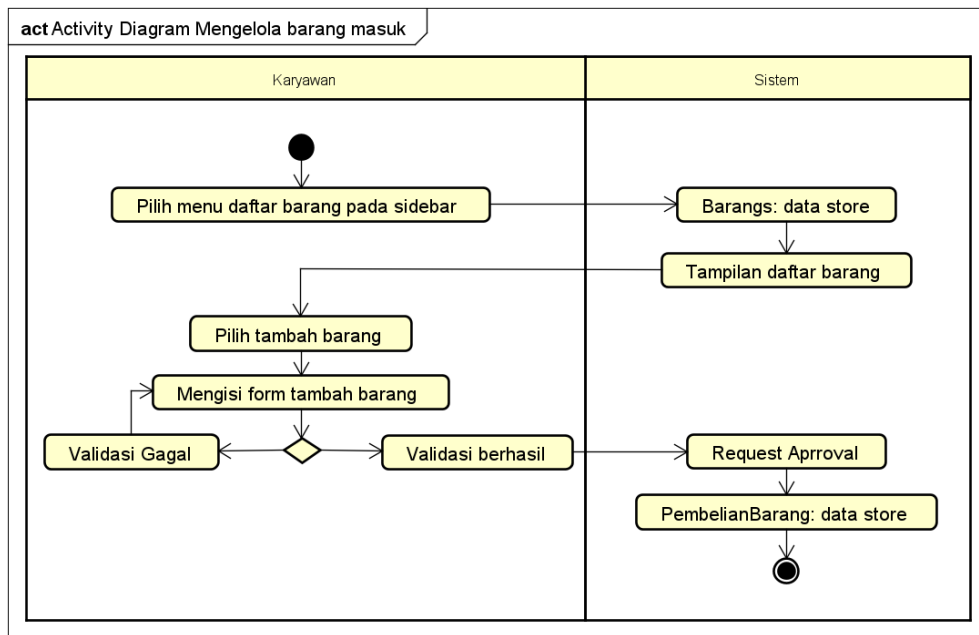 act Activity Diagram Mengelola barang masuk
Karyawan
Sistem
Pilih menu daftar barang pada sidebar
Barangs: data store
Tampilan daftar barang
Pilih tambah barang
Mengisi form tambah barang
Validasi Gagal
Validasi berhasil
Request Aprroval
PembelianBarang: data store